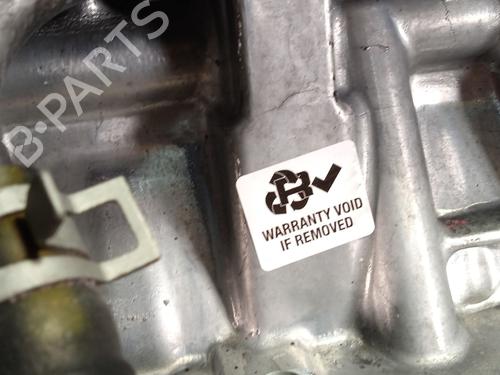 B-PARTS
WARRANTY VOID
IF REMOVED